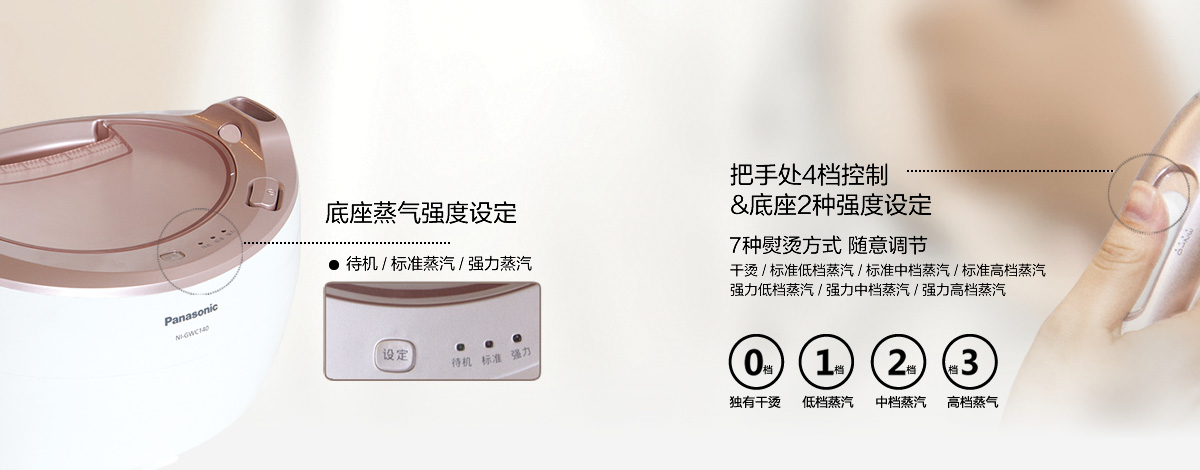 Panasonic
NI-GWC140
底座蒸气强度设定
● 待机 / 标准蒸汽 / 强力蒸汽
设定
待机 标准 强力
把手处4档控制
&底座2种强度设定
7种熨烫方式 随意调节
干烫 / 标准低档蒸汽 / 标准中档蒸汽 / 标准高档蒸汽
强力低档蒸汽 / 强力中档蒸汽 / 强力高档蒸汽
0档 1档 2档 档3
独有干烫 低档蒸汽 中档蒸汽 高档蒸气